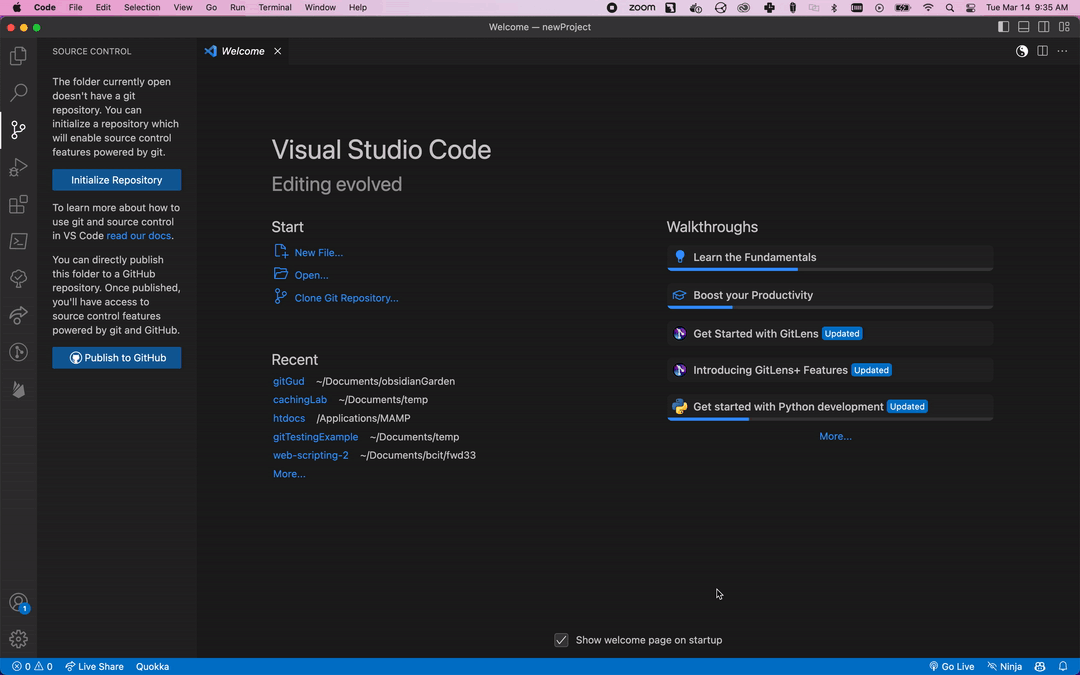 Code File Edit Selection View Go Run Terminal Window Help zoom Tue Mar 14 9:35 AM
Welcome — newProject
SOURCE CONTROL
Welcome
The folder currently open
doesn't have a git
repository. You can
initialize a repository which
will enable source control
features powered by git.
Initialize Repository
To learn more about how to
use git and source control
in VS Code read our docs.
You can directly publish
this folder to a GitHub
repository. Once published,
you'll have access to
source control features
powered by git and GitHub.
Publish to GitHub
Visual Studio Code
Editing evolved
Start
New File...
Open...
Clone Git Repository...
Recent
gitGud ~/Documents/obsidianGarden
cachingLab ~/Documents/temp
htdocs /Applications/MAMP
gitTestingExample ~/Documents/temp
web-scripting-2 ~/Documents/bcit/fwd33
More...
Walkthroughs
Learn the Fundamentals
Boost your Productivity
Get Started with GitLens Updated
Introducing GitLens+ Features Updated
Get started with Python development Updated
More...
Show welcome page on startup
1
0 0 Live Share Quokka Go Live Ninja